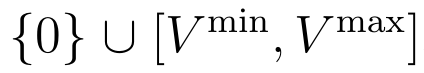 {0} ∪ [V^min, V^max]